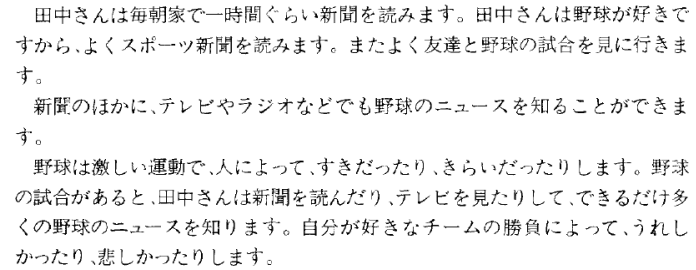 田中さんは毎朝家で一時間ぐらい新聞を読みます。田中さんは野球が好きで
すから、よくスポーツ新聞を読みます。またよく友達と野球の試合を見に行きま
す。
新聞のほかに、テレビやラジオなどでも野球のニュースを知ることができま
す。
野球は激しい運動で、人によって、すきだったり、きらいだったりします。野球
の試合があると、田中さんは新聞を読んだり、テレビを見たりして、できるだけ多
くの野球のニュースを知ります。自分が好きなチームの勝負によって、うれし
かったり、悲しかったりします。